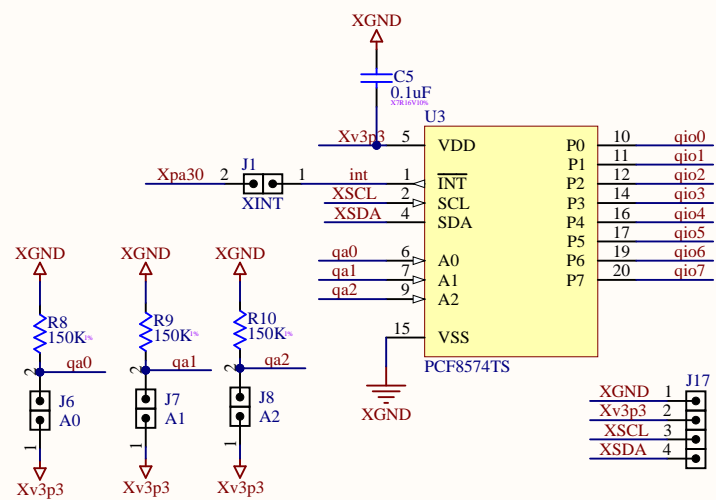 XGND
C5
0.1uF
X7R16V10%
U3
Xv3p3 5 VDD P0 10 qio0
P1 11 qio1
J1
Xpa30 2 1 int 1 INT P2 12 qio2
XINT
XSCL 2 SCL P3 14 qio3
XSDA 4 SDA P4 16 qio4
P5 17 qio5
qa0 6 A0 P6 19 qio6
qa1 7 A1 P7 20 qio7
qa2 9 A2
15 VSS
PCF8574TS
XGND
XGND XGND XGND
R8 R9 R10
150K 1% 150K 1% 150K 1%
2 qa0 2 qa1 2 qa2
J6 J7 J8
A0 A1 A2
1 1 1
Xv3p3 Xv3p3 Xv3p3
J17
XGND 1
Xv3p3 2
XSCL 3
XSDA 4